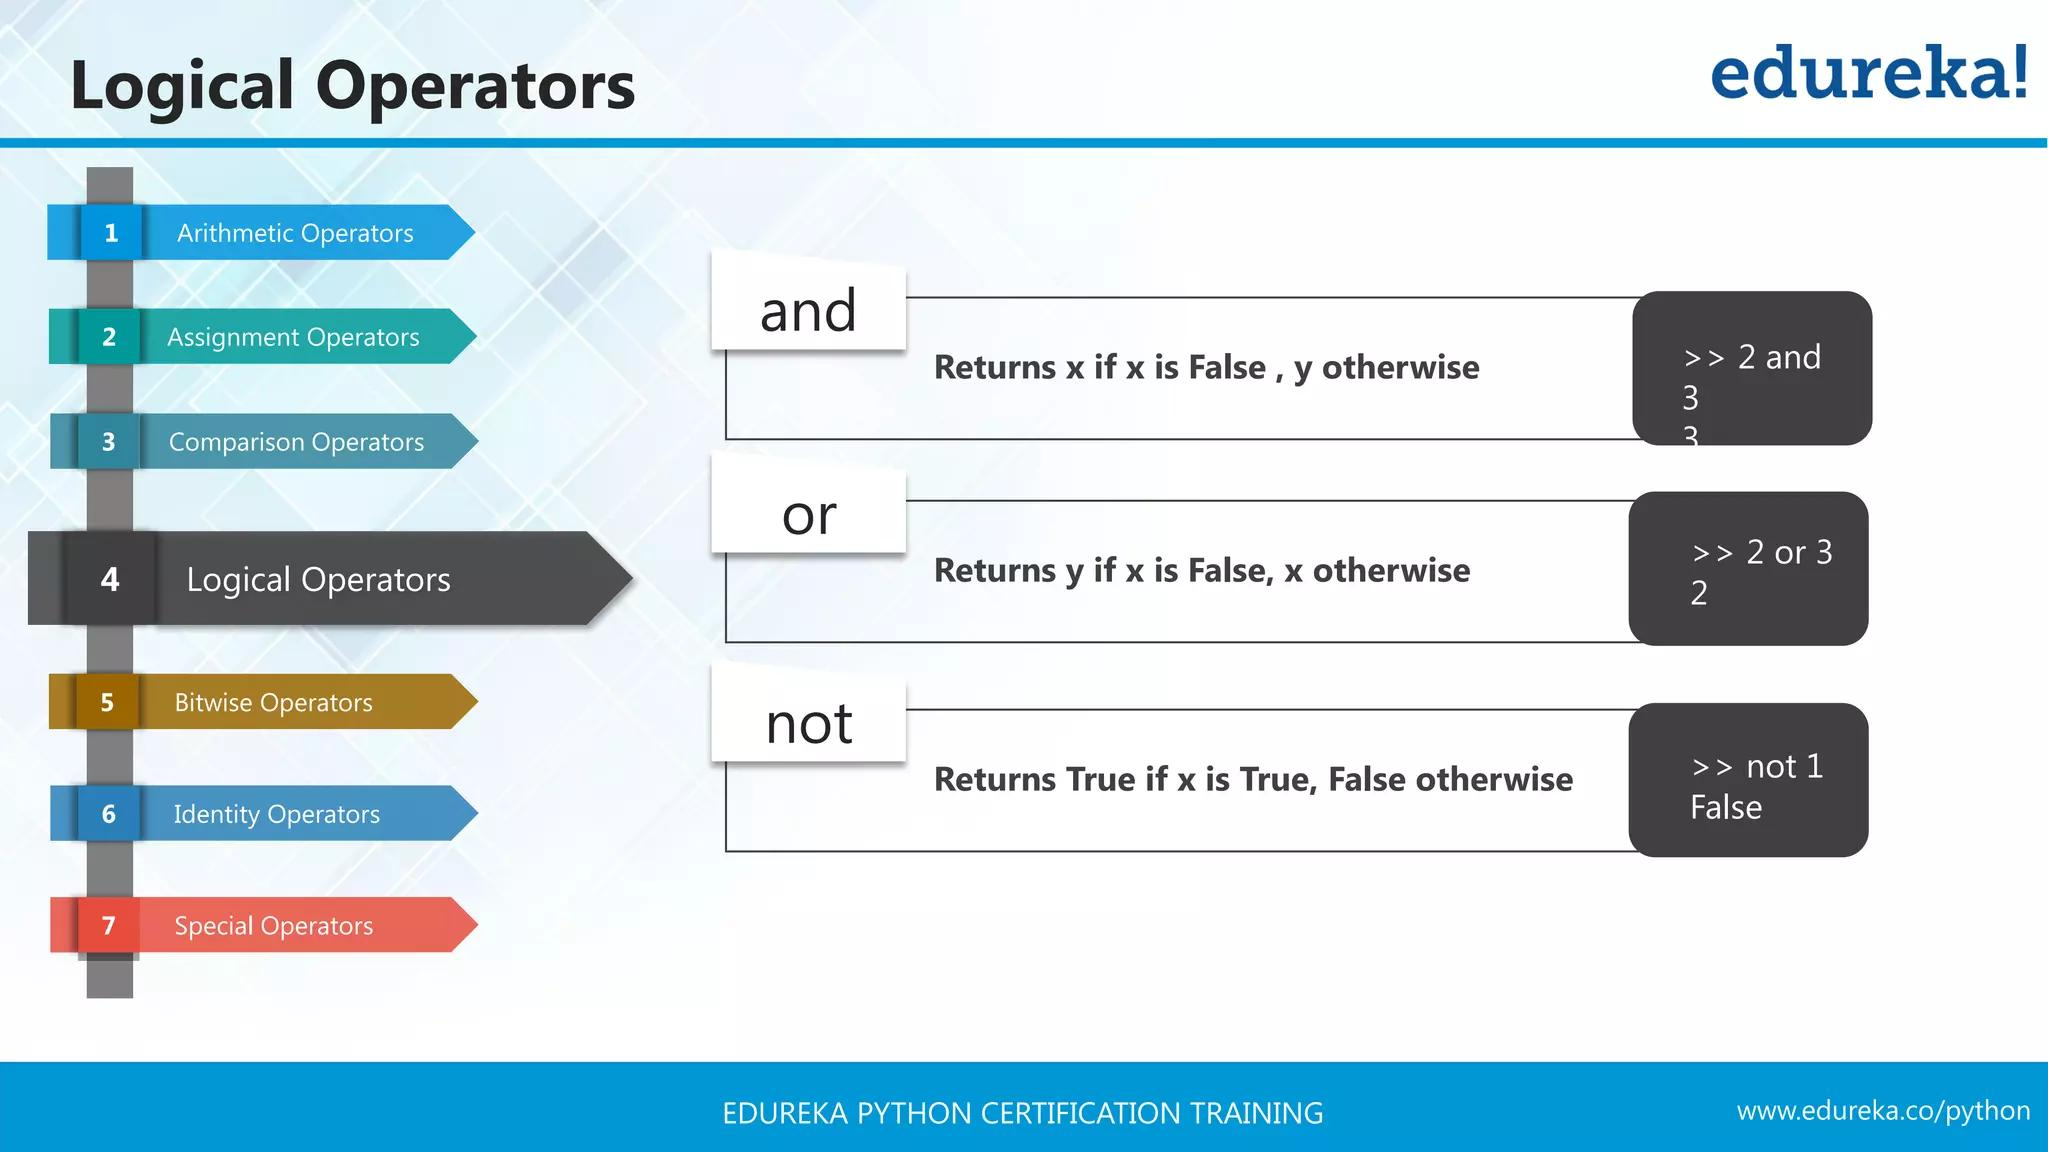 Logical Operators
edureka!
1 Arithmetic Operators
2 Assignment Operators
3 Comparison Operators
4 Logical Operators
5 Bitwise Operators
6 Identity Operators
7 Special Operators
and
Returns x if x is False , y otherwise
>> 2 and
3
3
or
Returns y if x is False, x otherwise
>> 2 or 3
2
not
Returns True if x is True, False otherwise
>> not 1
False
EDUREKA PYTHON CERTIFICATION TRAINING
www.edureka.co/python